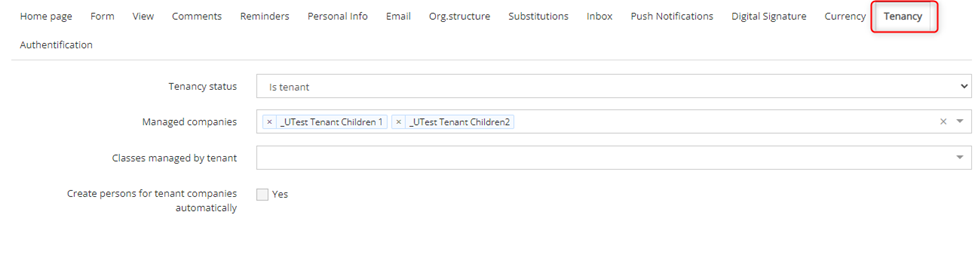 Home page Form View Comments Reminders Personal Info Email Org.structure Substitutions Inbox Push Notifications Digital Signature Currency Tenancy
Authentification
Tenancy status Is tenant
Managed companies × _UTest Tenant Children 1 × _UTest Tenant Children2 ×
Classes managed by tenant
Create persons for tenant companies
automatically Yes